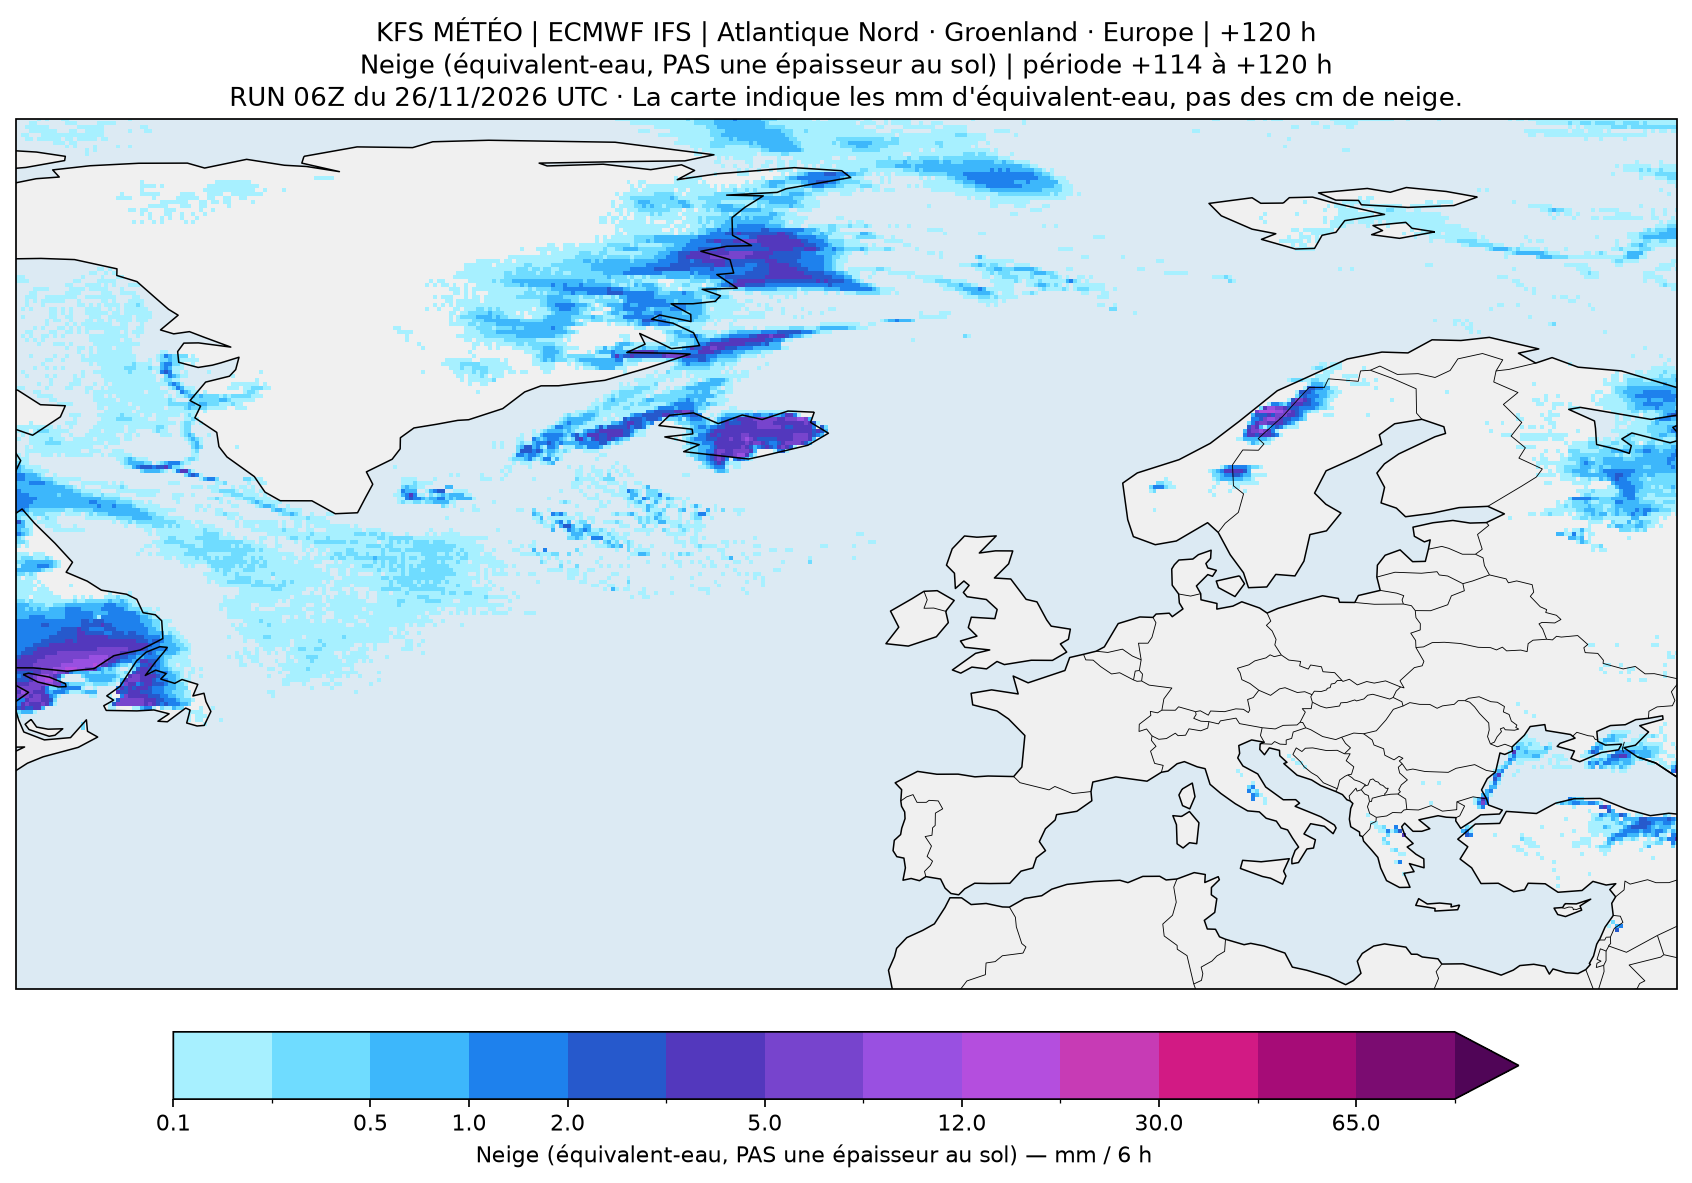 KFS MÉTÉO | ECMWF IFS | Atlantique Nord · Groenland · Europe | +120 h
Neige (équivalent-eau, PAS une épaisseur au sol) | période +114 à +120 h
RUN 06Z du 26/11/2026 UTC · La carte indique les mm d'équivalent-eau, pas des cm de neige.
0.1 0.5 1.0 2.0 5.0 12.0 30.0 65.0
Neige (équivalent-eau, PAS une épaisseur au sol) — mm / 6 h